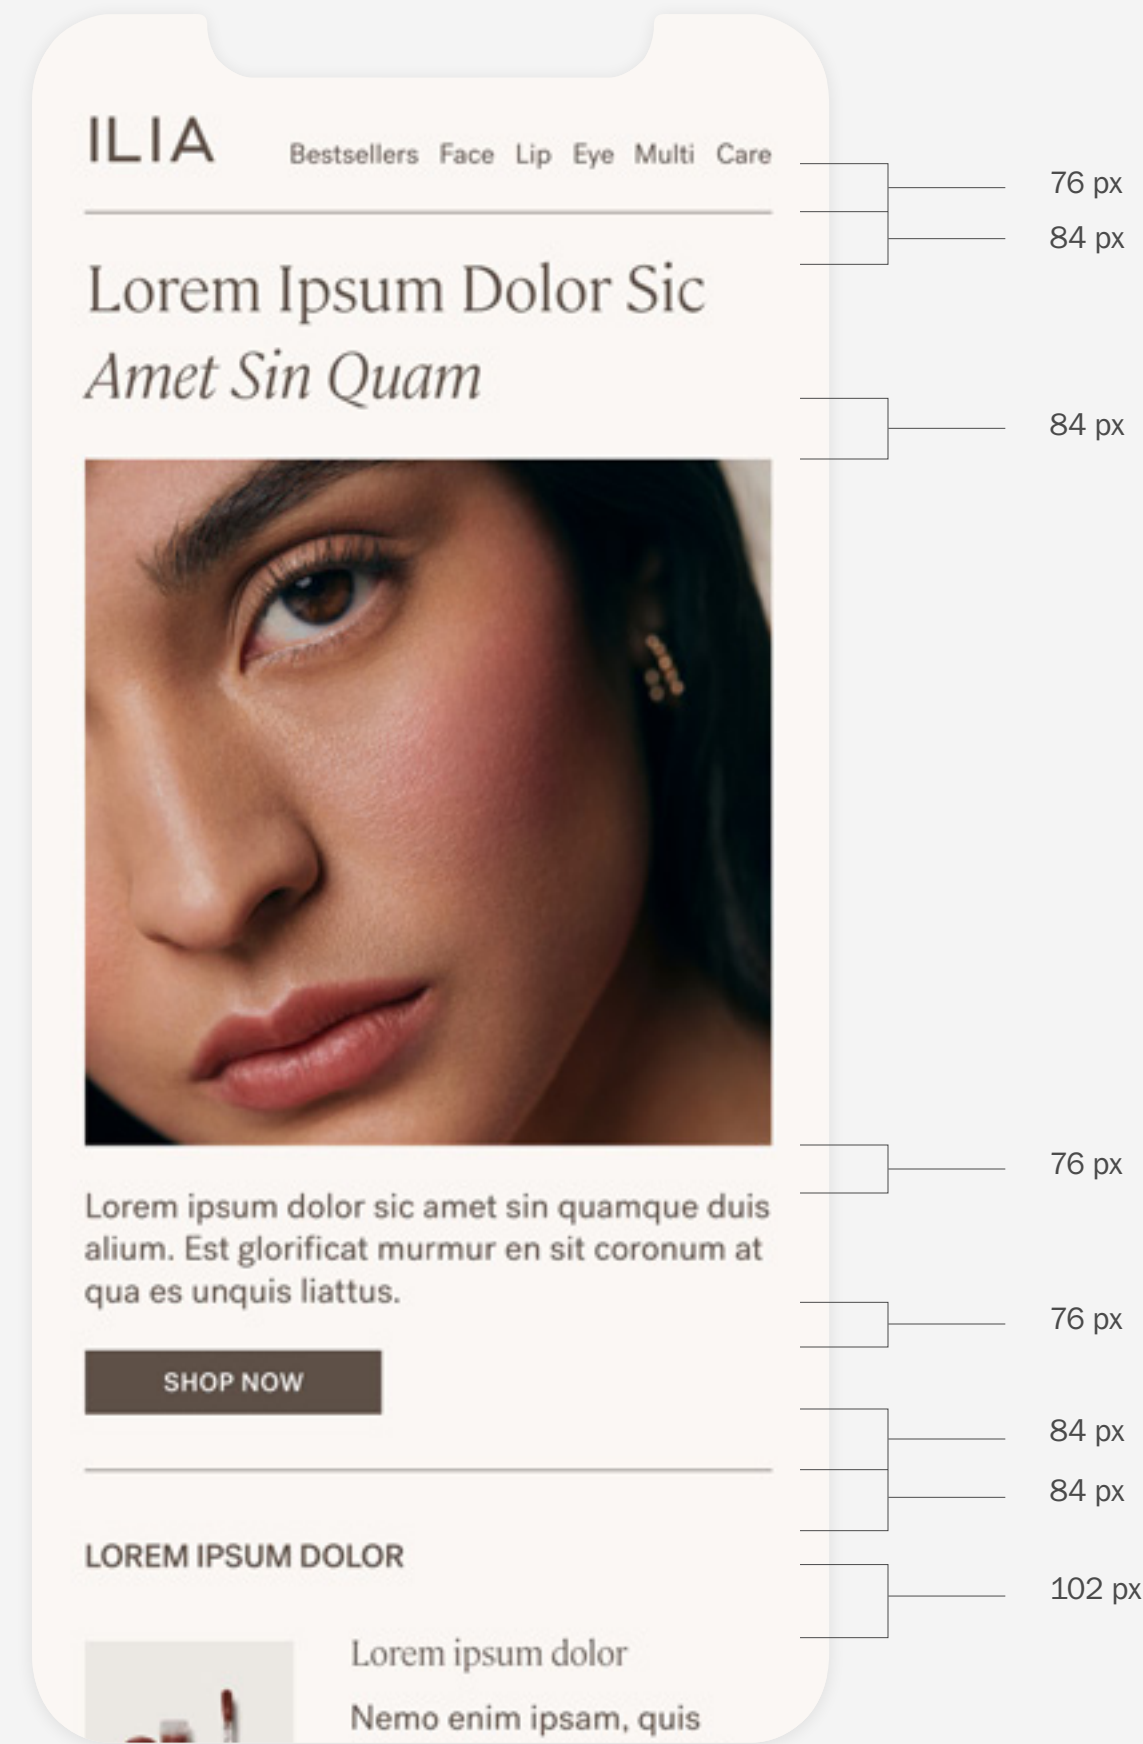 ILIA
Bestsellers Face Lip Eye Multi Care
76 px
84 px
Lorem Ipsum Dolor Sic
Amet Sin Quam
84 px
76 px
Lorem ipsum dolor sic amet sin quamque duis
alium. Est glorificat murmur en sit coronum at
qua es unquis liattus.
76 px
SHOP NOW
84 px
84 px
LOREM IPSUM DOLOR
102 px
Lorem ipsum dolor
Nemo enim ipsam, quis